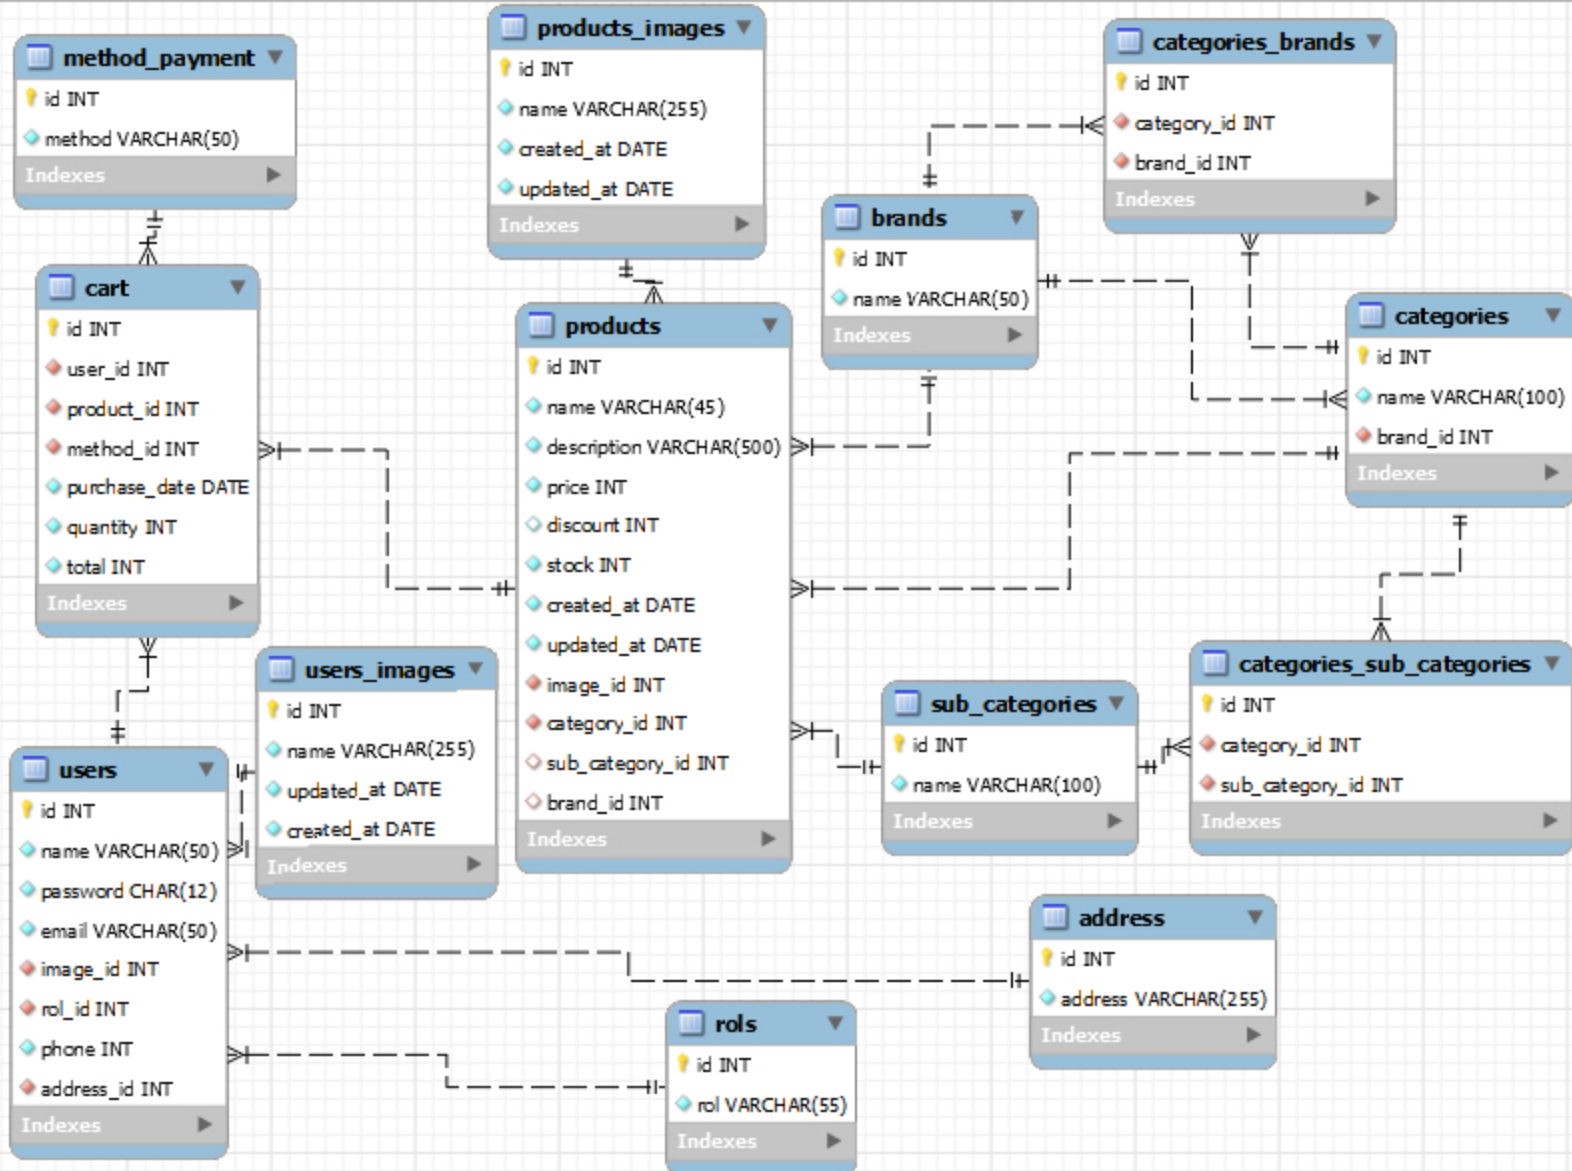 method_payment
id INT
method VARCHAR(50)
Indexes
products_images
id INT
name VARCHAR(255)
created_at DATE
updated_at DATE
Indexes
categories_brands
id INT
category_id INT
brand_id INT
Indexes
brands
id INT
name VARCHAR(50)
Indexes
cart
id INT
user_id INT
product_id INT
method_id INT
purchase_date DATE
quantity INT
total INT
Indexes
products
id INT
name VARCHAR(45)
description VARCHAR(500)
price INT
discount INT
stock INT
created_at DATE
updated_at DATE
image_id INT
category_id INT
sub_category_id INT
brand_id INT
Indexes
categories
id INT
name VARCHAR(100)
brand_id INT
Indexes
users_images
id INT
name VARCHAR(255)
updated_at DATE
created_at DATE
Indexes
sub_categories
id INT
name VARCHAR(100)
Indexes
categories_sub_categories
id INT
category_id INT
sub_category_id INT
Indexes
users
id INT
name VARCHAR(50)
password CHAR(12)
email VARCHAR(50)
image_id INT
rol_id INT
phone INT
address_id INT
Indexes
address
id INT
address VARCHAR(255)
Indexes
rols
id INT
rol VARCHAR(55)
Indexes